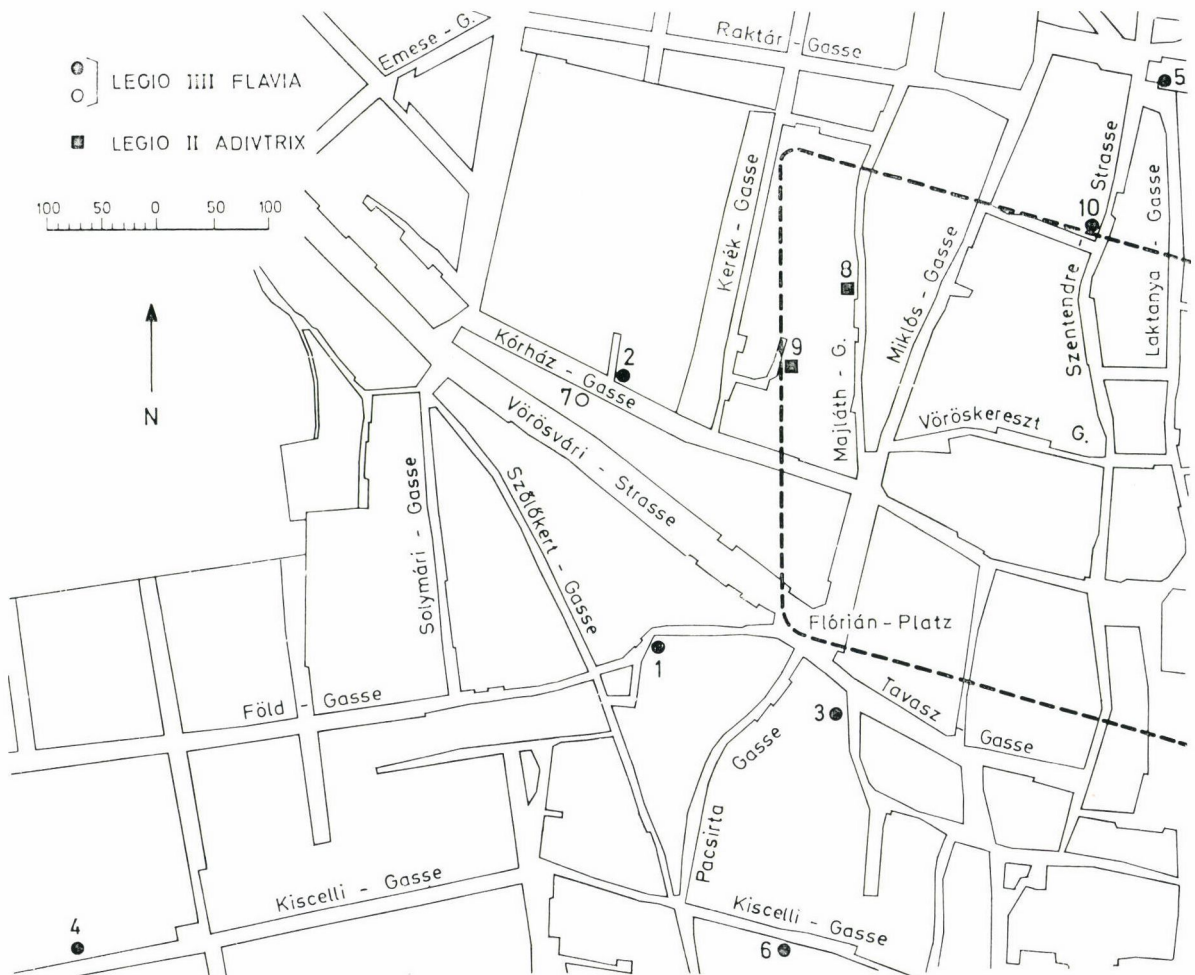 Emese - G.
Raktár - Gasse
LEGIO IIII FLAVIA
LEGIO II ADIVTRIX
100 50 0 50 100
N
5
Strasse
10
Laktanya - Gasse
Szentendre -
Kerék - Gasse
8
Miklós - Gasse
Majláth - G.
9
Kórház - Gasse
2
7
Vöröskereszt G.
Vörösvári - Strasse
Szőlőkert - Gasse
Solymári - Gasse
Flórián - Platz
1
Föld - Gasse
3
Tavasz Gasse
Pacsirta Gasse
Kiscelli - Gasse
4
Kiscelli - Gasse
6